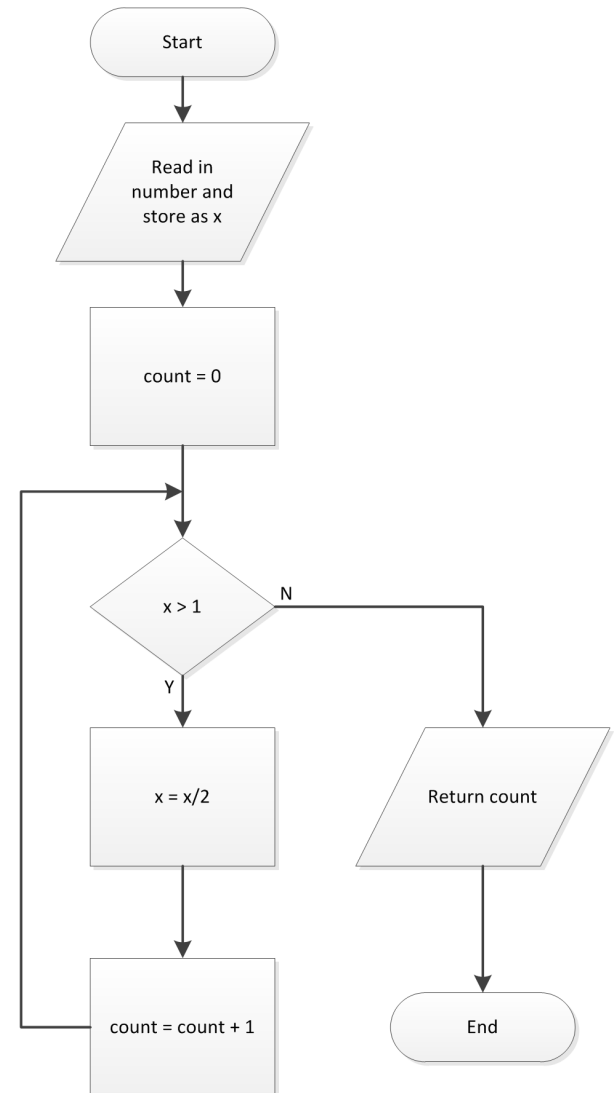 Start
Read in
number and
store as x
count = 0
x > 1
N
Y
x = x/2
Return count
count = count + 1
End